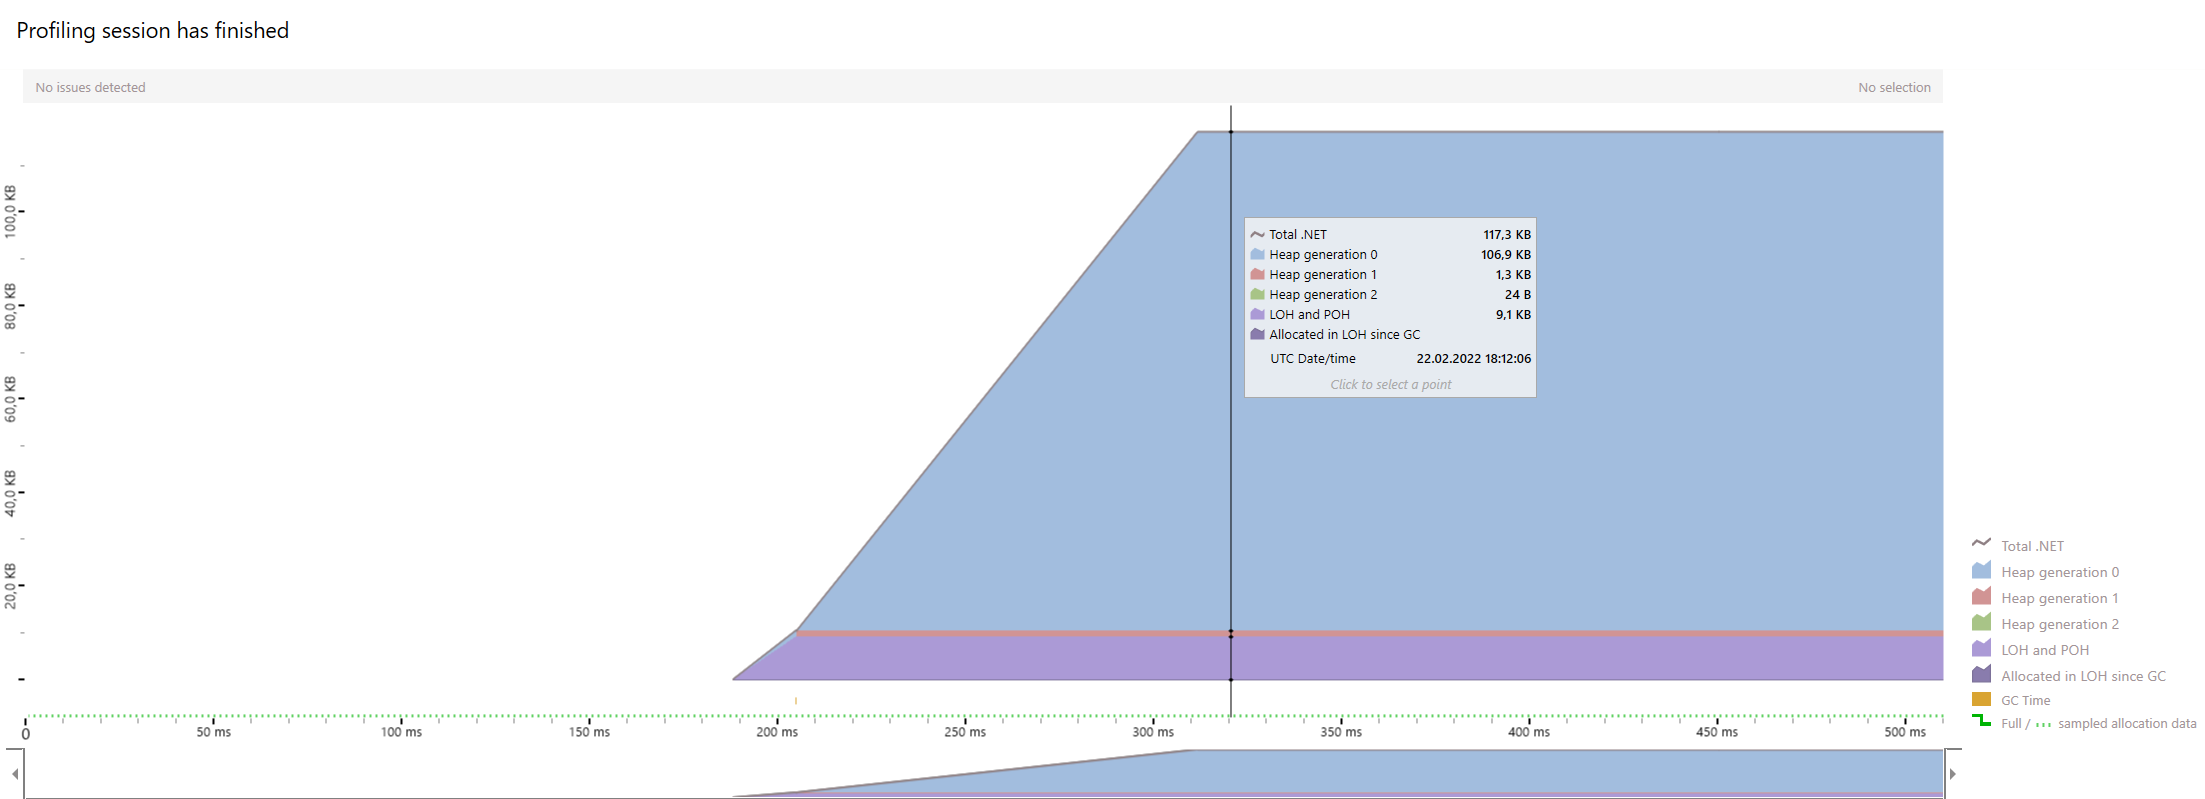 Profiling session has finished
No issues detected
No selection
100,0 KB
80,0 KB
60,0 KB
40,0 KB
20,0 KB
Total .NET 117,3 KB
Heap generation 0 106,9 KB
Heap generation 1 1,3 KB
Heap generation 2 24 B
LOH and POH 9,1 KB
Allocated in LOH since GC
UTC Date/time 22.02.2022 18:12:06
Click to select a point
Total .NET
Heap generation 0
Heap generation 1
Heap generation 2
LOH and POH
Allocated in LOH since GC
GC Time
Full / sampled allocation data
0 50 ms 100 ms 150 ms 200 ms 250 ms 300 ms 350 ms 400 ms 450 ms 500 ms